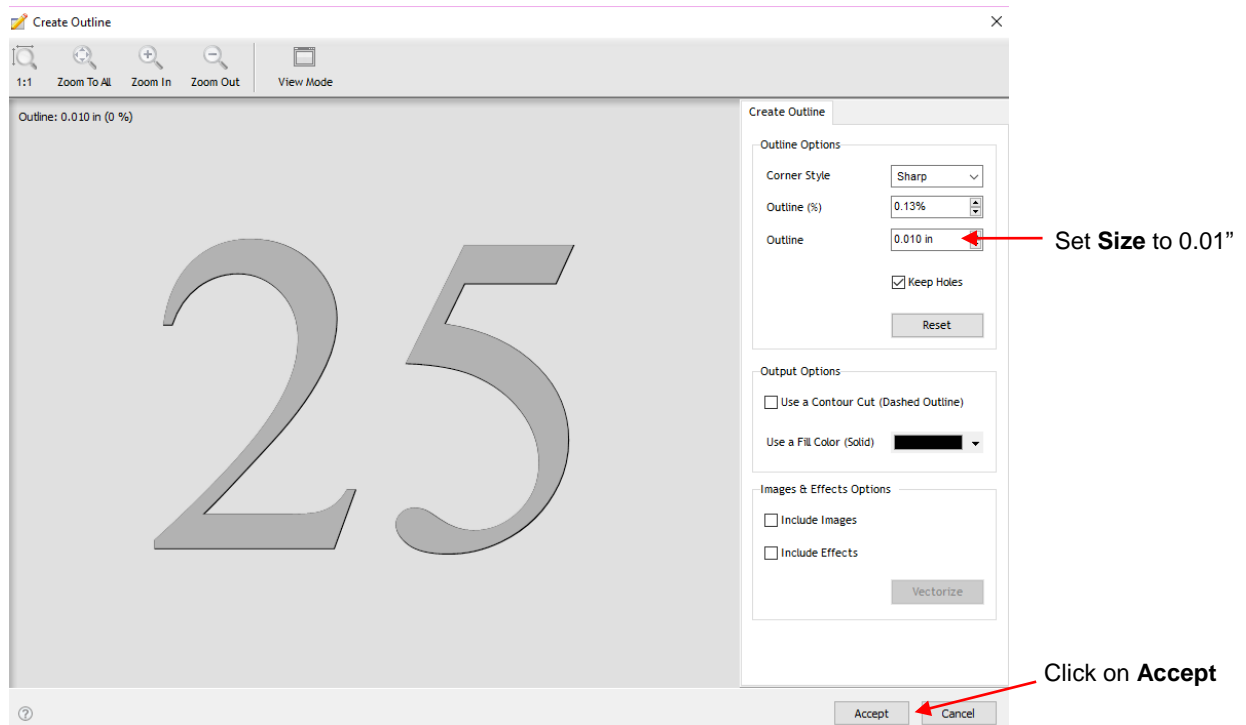 Create Outline
1:1 Zoom To All Zoom In Zoom Out View Mode
Outline: 0.010 in (0 %)
25
Create Outline
Outline Options
Corner Style Sharp
Outline (%) 0.13%
Outline 0.010 in
Set Size to 0.01”
Keep Holes
Reset
Output Options
Use a Contour Cut (Dashed Outline)
Use a Fill Color (Solid)
Images & Effects Options
Include Images
Include Effects
Vectorize
Click on Accept
Accept Cancel